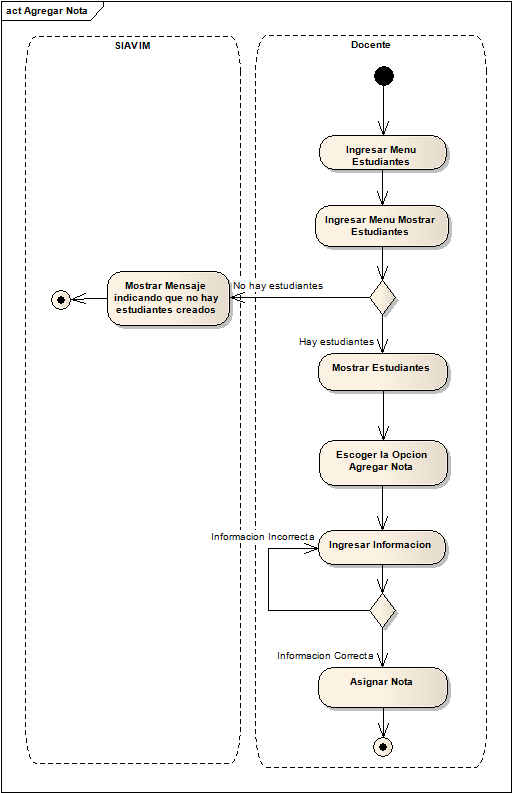 act Agregar Nota
SIAVIM
Docente
Ingresar Menu
Estudiantes
Ingresar Menu Mostrar
Estudiantes
No hay estudiantes
Mostrar Mensaje
indicando que no hay
estudiantes creados
Hay estudiantes
Mostrar Estudiantes
Escoger la Opcion
Agregar Nota
Informacion Incorrecta
Ingresar Informacion
Informacion Correcta
Asignar Nota